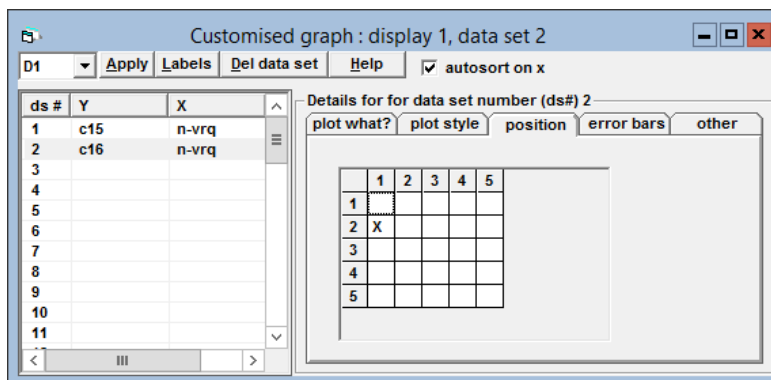 Customised graph : display 1, data set 2
D1 Apply Labels Del data set Help autosort on x
ds # Y X
1 c15 n-vrq
2 c16 n-vrq
3
4
5
6
7
8
9
10
11
Details for for data set number (ds#) 2
plot what? plot style position error bars other
1 2 3 4 5
1
2 X
3
4
5